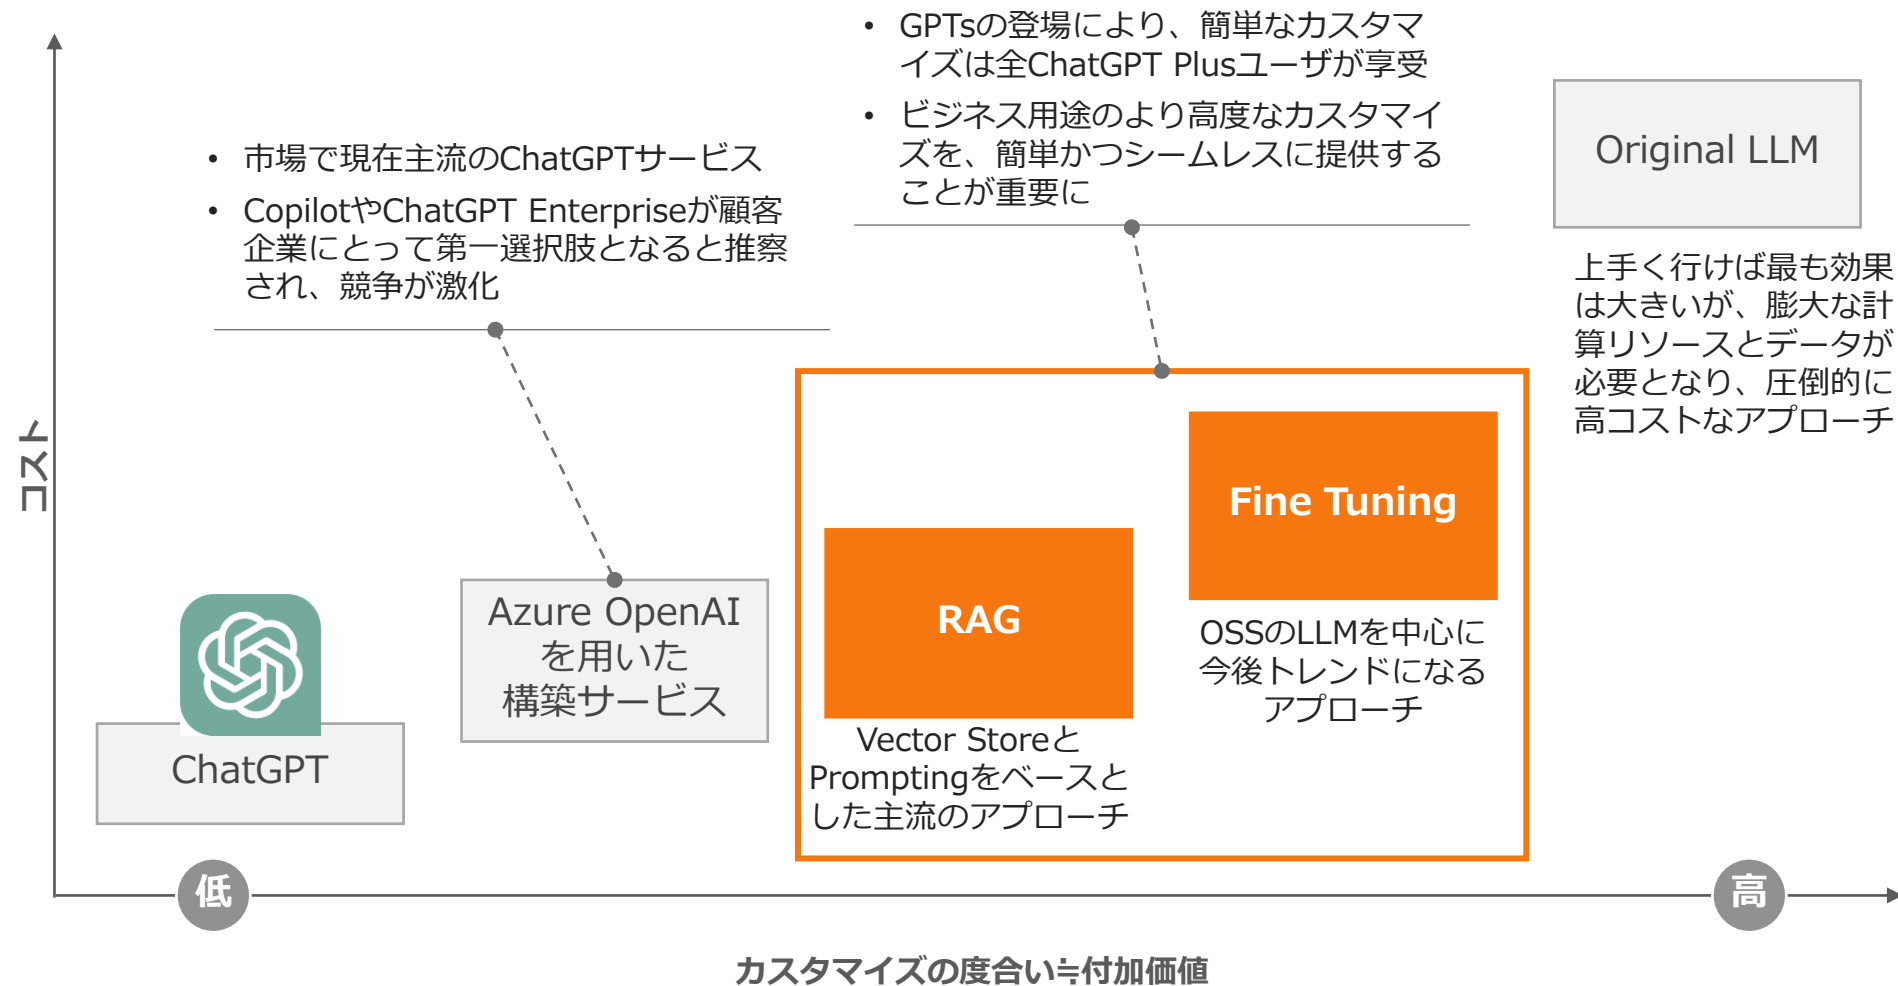 • GPTsの登場により、簡単なカスタマ
イズは全ChatGPT Plusユーザが享受
• ビジネス用途のより高度なカスタマイ
ズを、簡単かつシームレスに提供する
ことが重要に
• 市場で現在主流のChatGPTサービス
• CopilotやChatGPT Enterpriseが顧客
企業にとって第一選択肢となると推察
され、競争が激化
Original LLM
上手く行けば最も効果
は大きいが、膨大な計
算リソースとデータが
必要となり、圧倒的に
高コストなアプローチ
コスト
Fine Tuning
OSSのLLMを中心に
今後トレンドになる
アプローチ
RAG
Vector Storeと
Promptingをベースと
した主流のアプローチ
Azure OpenAI
を用いた
構築サービス
ChatGPT
低
高
カスタマイズの度合い≒付加価値